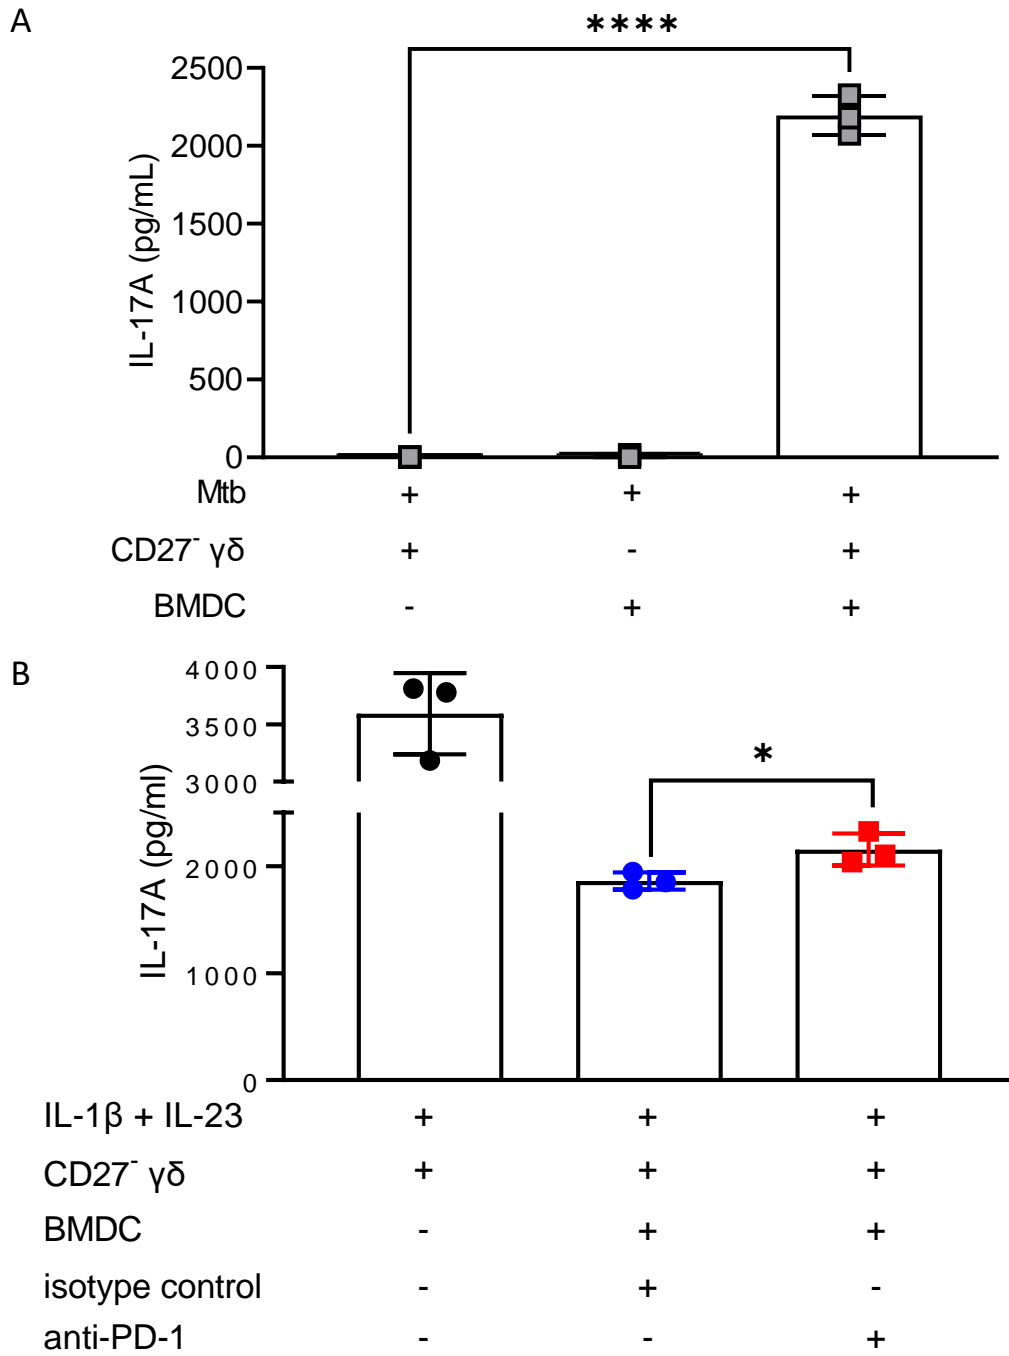 A
****
2500
2000
1500
1000
500
0
IL-17A (pg/mL)
Mtb + + +
CD27⁻ γδ + - +
BMDC - + +
B
4000
3500
3000
2000
1000
0
IL-17A (pg/ml)
*
IL-1β + IL-23 + + +
CD27⁻ γδ + + +
BMDC - + +
isotype control - + -
anti-PD-1 - - +